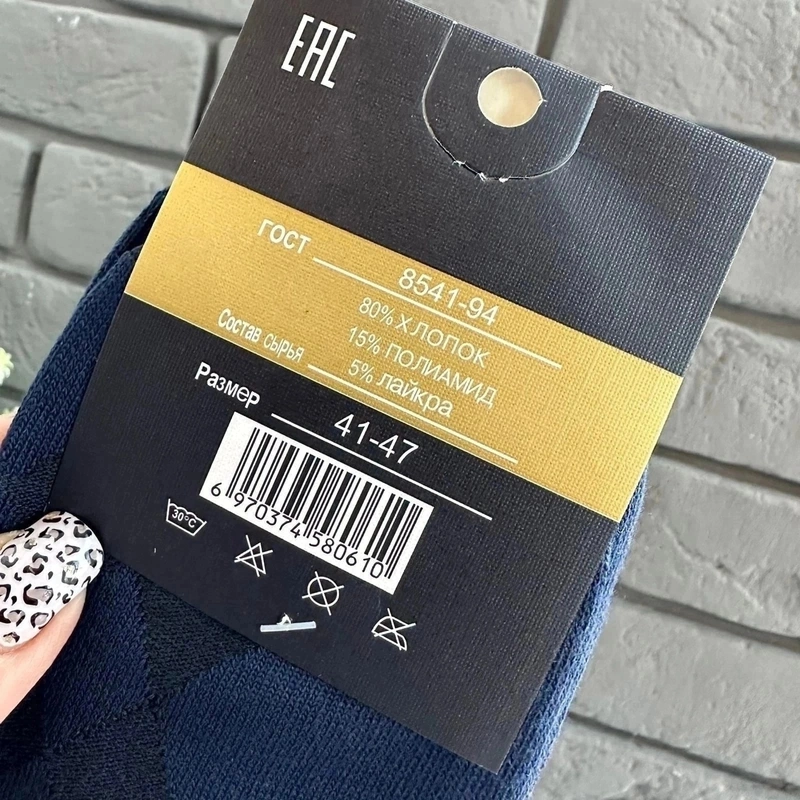 EAC
ГОСТ 8541-94
Состав сырья 80% ХЛОПОК
15% ПОЛИАМИД
5% лайкра
Размер 41-47
6 970374 580610
30°C